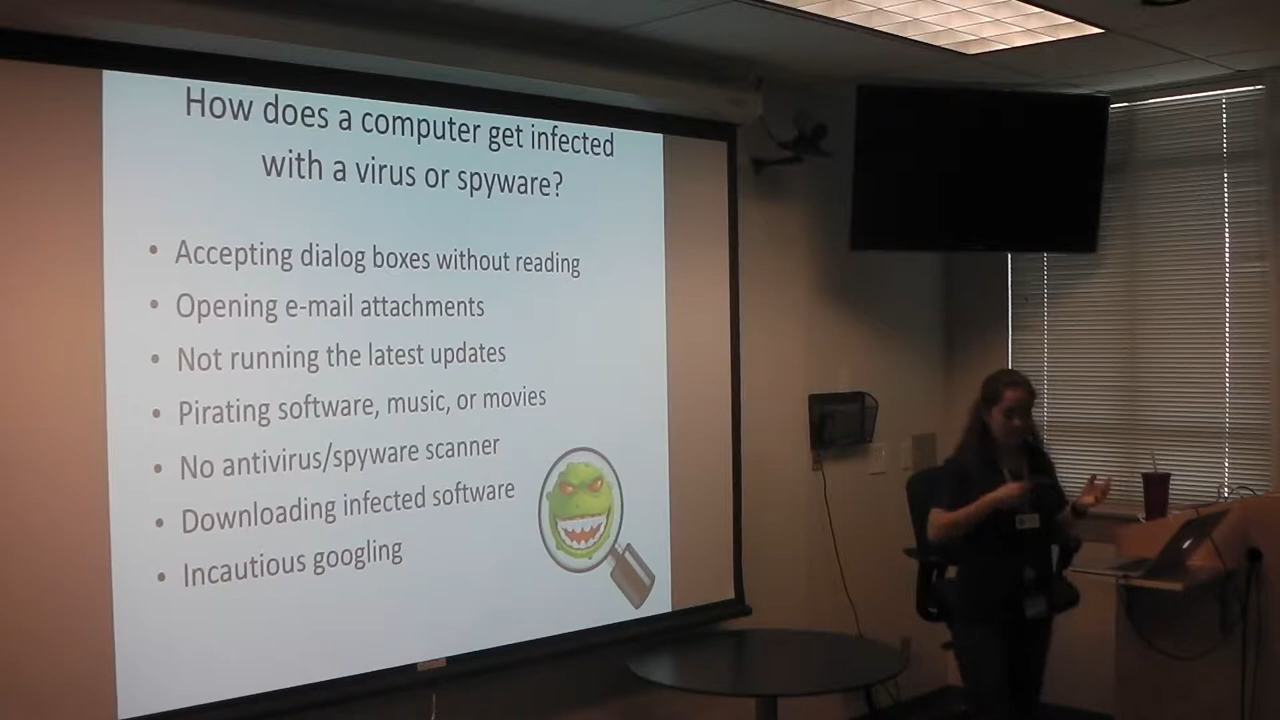 How does a computer get infected
with a virus or spyware?
• Accepting dialog boxes without reading
• Opening e-mail attachments
• Not running the latest updates
• Pirating software, music, or movies
• No antivirus/spyware scanner
• Downloading infected software
• Incautious googling